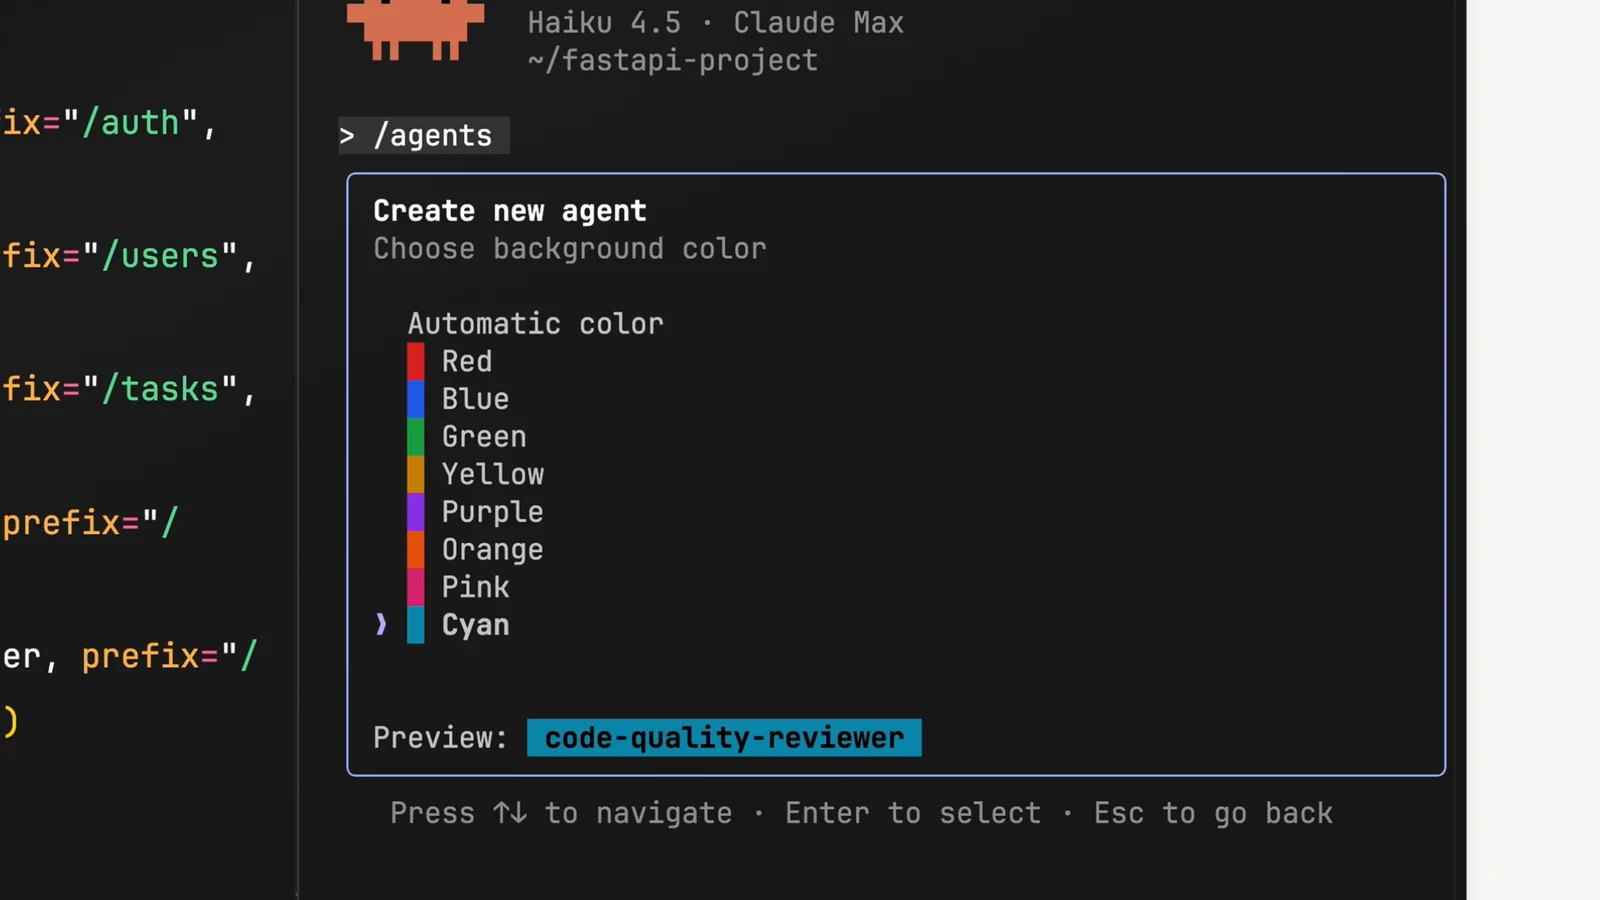 ix="/auth",
fix="/users",
fix="/tasks",
prefix="/
er, prefix="/
)
Haiku 4.5 · Claude Max
~/fastapi-project
> /agents
Create new agent
Choose background color
Automatic color
Red
Blue
Green
Yellow
Purple
Orange
Pink
❯ Cyan
Preview: code-quality-reviewer
Press ↑↓ to navigate · Enter to select · Esc to go back